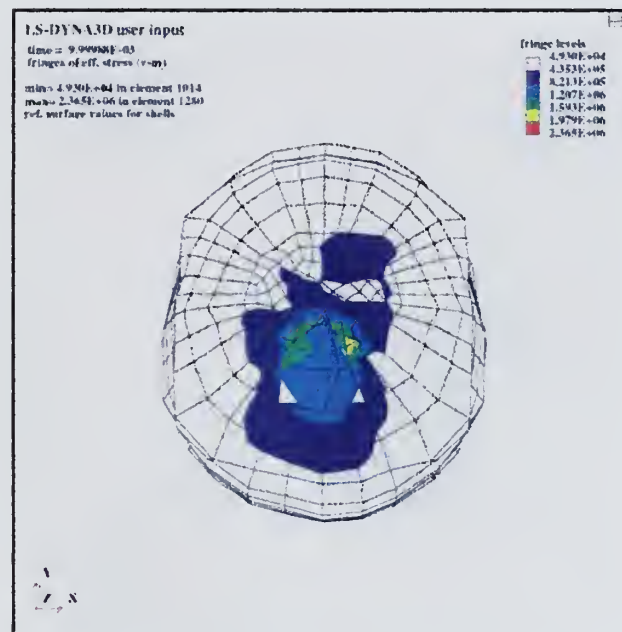 LS-DYNA3D user input
time = 9.99988E-03
fringes of eff. stress (v-m)
min= 4.930E+04 in element 1014
max= 2.365E+06 in element 1280
ref. surface values for shells
fringe levels
4.930E+04
4.353E+05
8.213E+05
1.207E+06
1.593E+06
1.979E+06
2.365E+06
Y
Z X